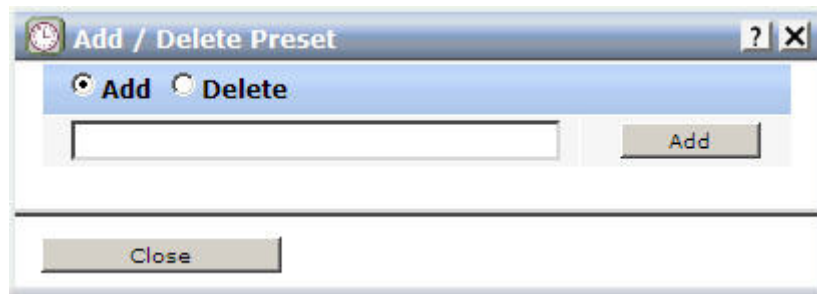 Add / Delete Preset ? X
Add Delete
Add
Close